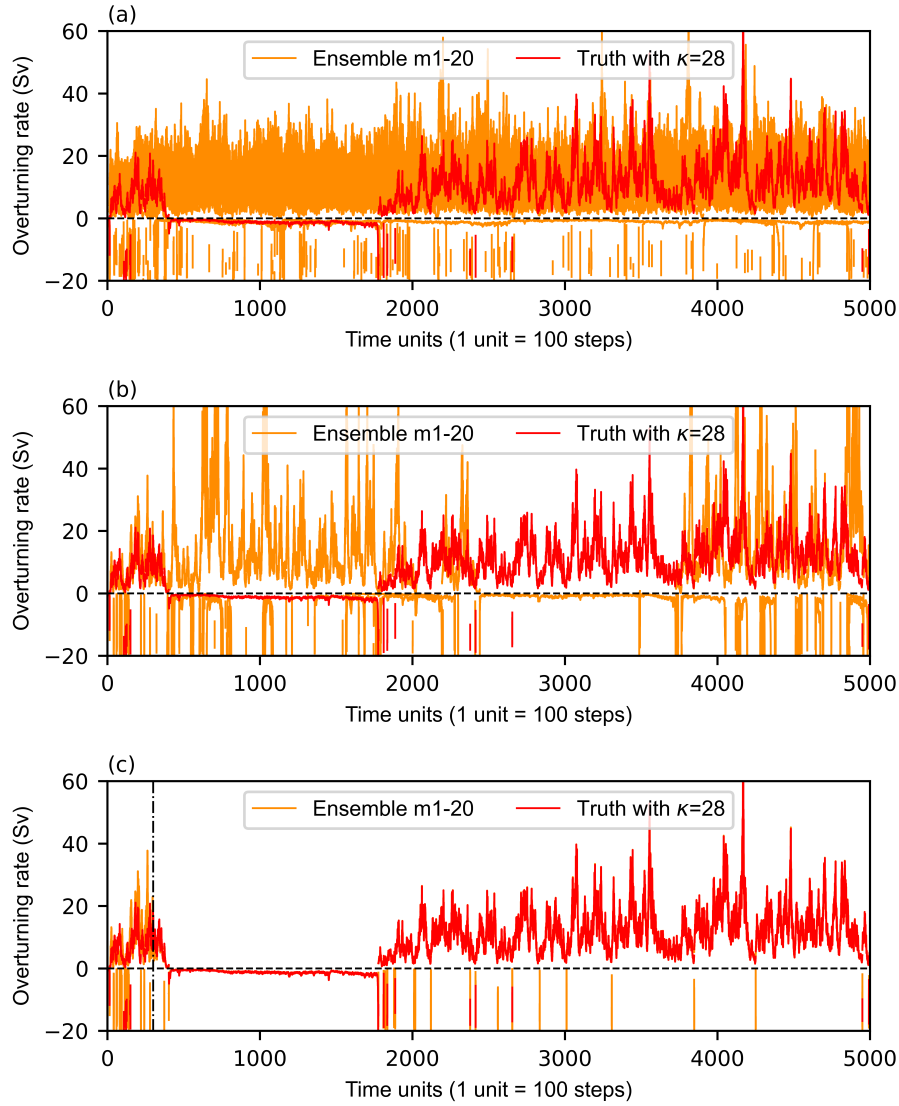 (a)
60
40
20
0
−20
Overturning rate (Sv)
Ensemble m1-20
Truth with κ=28
0
1000
2000
3000
4000
5000
Time units (1 unit = 100 steps)
(b)
60
40
20
0
−20
Overturning rate (Sv)
Ensemble m1-20
Truth with κ=28
0
1000
2000
3000
4000
5000
Time units (1 unit = 100 steps)
(c)
60
40
20
0
−20
Overturning rate (Sv)
Ensemble m1-20
Truth with κ=28
0
1000
2000
3000
4000
5000
Time units (1 unit = 100 steps)